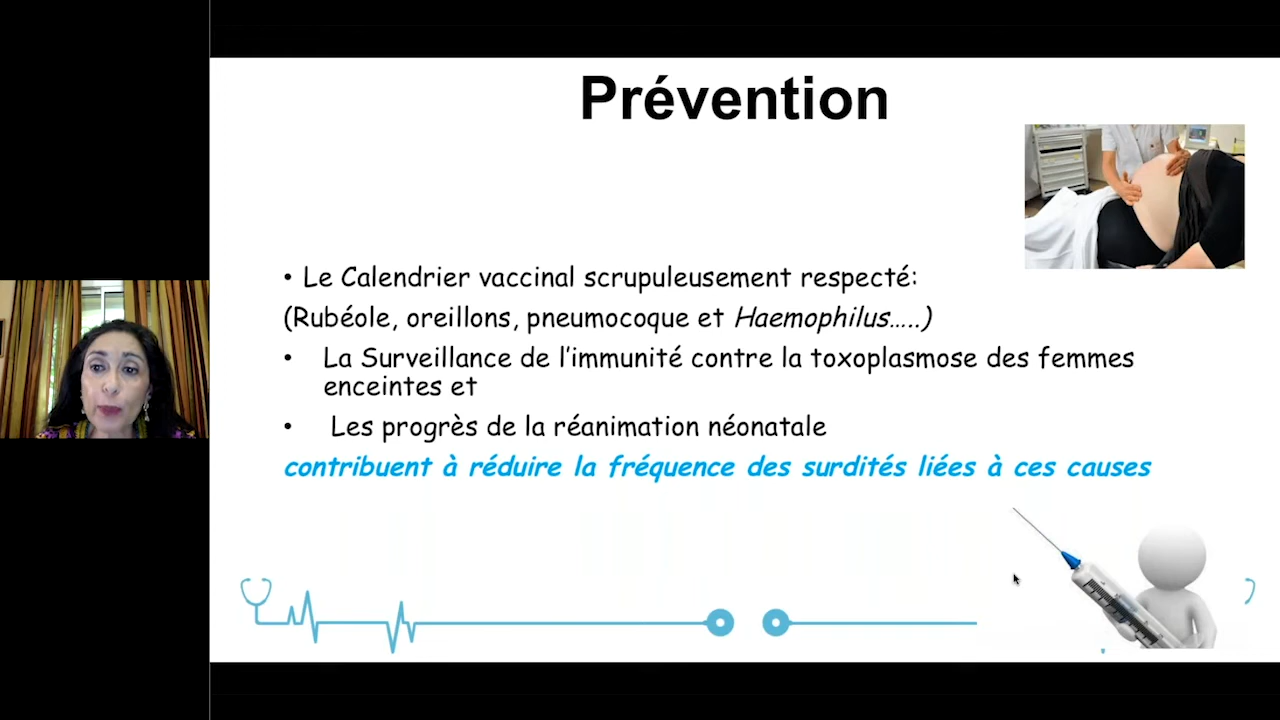 Prévention
• Le Calendrier vaccinal scrupuleusement respecté:
(Rubéole, oreillons, pneumocoque et Haemophilus…..)
• La Surveillance de l’immunité contre la toxoplasmose des femmes
enceintes et
• Les progrès de la réanimation néonatale
contribuent à réduire la fréquence des surdités liées à ces causes